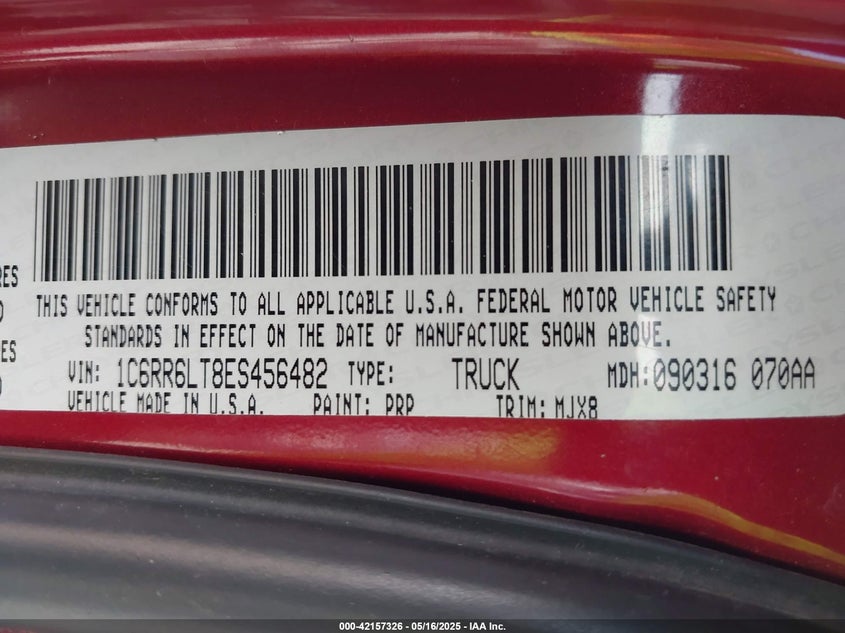 RES
THIS VEHICLE CONFORMS TO ALL APPLICABLE U.S.A. FEDERAL MOTOR VEHICLE SAFETY
STANDARDS IN EFFECT ON THE DATE OF MANUFACTURE SHOWN ABOVE.
ES
VIN: 1C6RR6LT8ES456482 TYPE: TRUCK MDH: 090316 070AA
VEHICLE MADE IN U.S.A. PAINT: PRP TRIM: MJX8
000-42157326 - 05/16/2025 - IAA Inc.